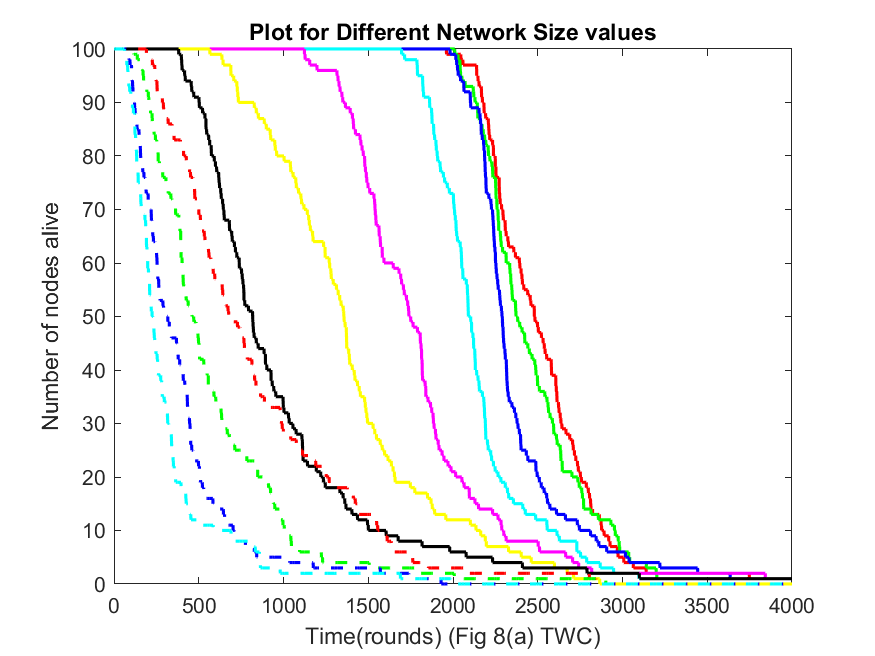 Plot for Different Network Size values
100
90
80
70
60
50
40
30
20
10
0
Number of nodes alive
0 500 1000 1500 2000 2500 3000 3500 4000
Time(rounds) (Fig 8(a) TWC)